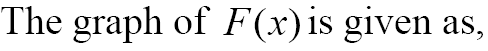 The graph of F(x) is given as,